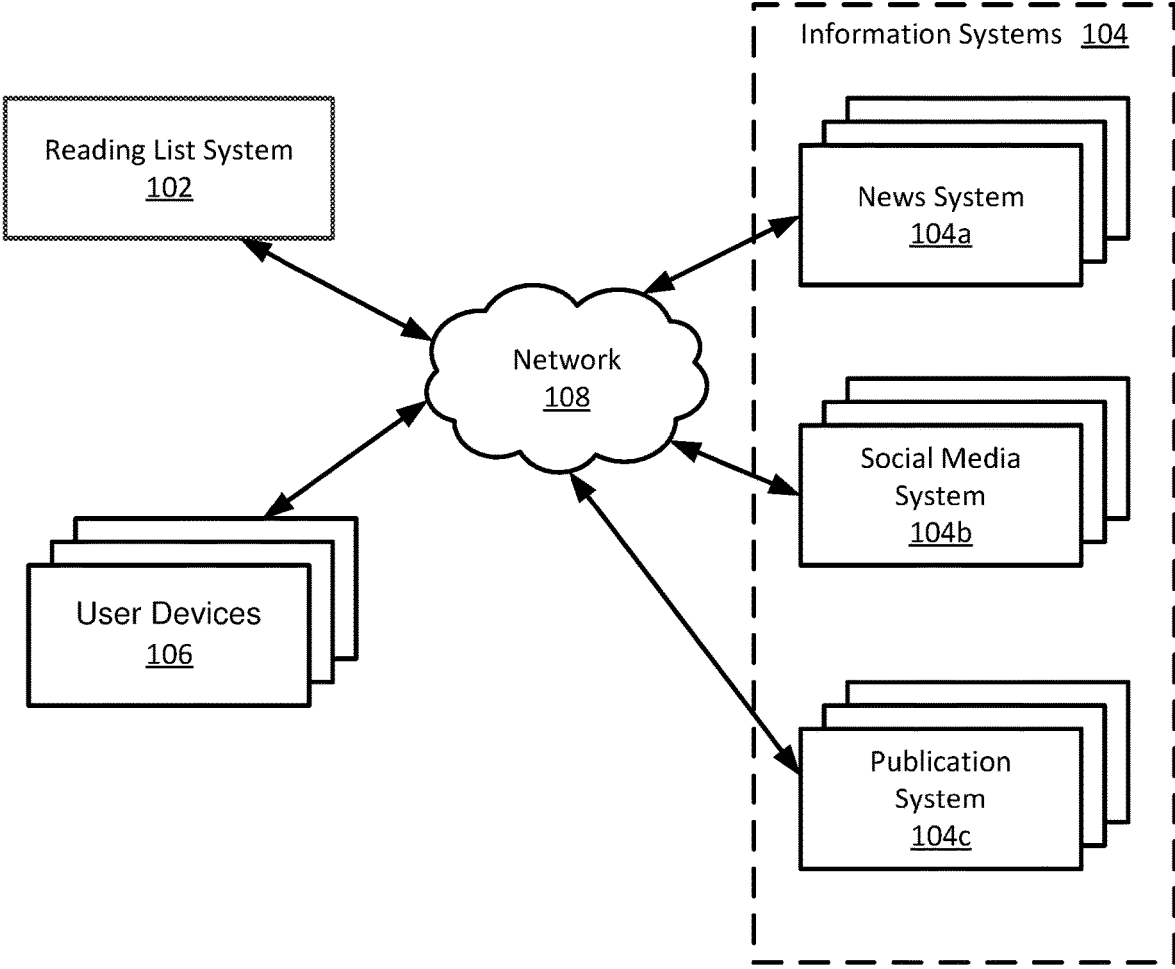 Information Systems 104
Reading List System
102
News System
104a
Network
108
Social Media
System
104b
User Devices
106
Publication
System
104c